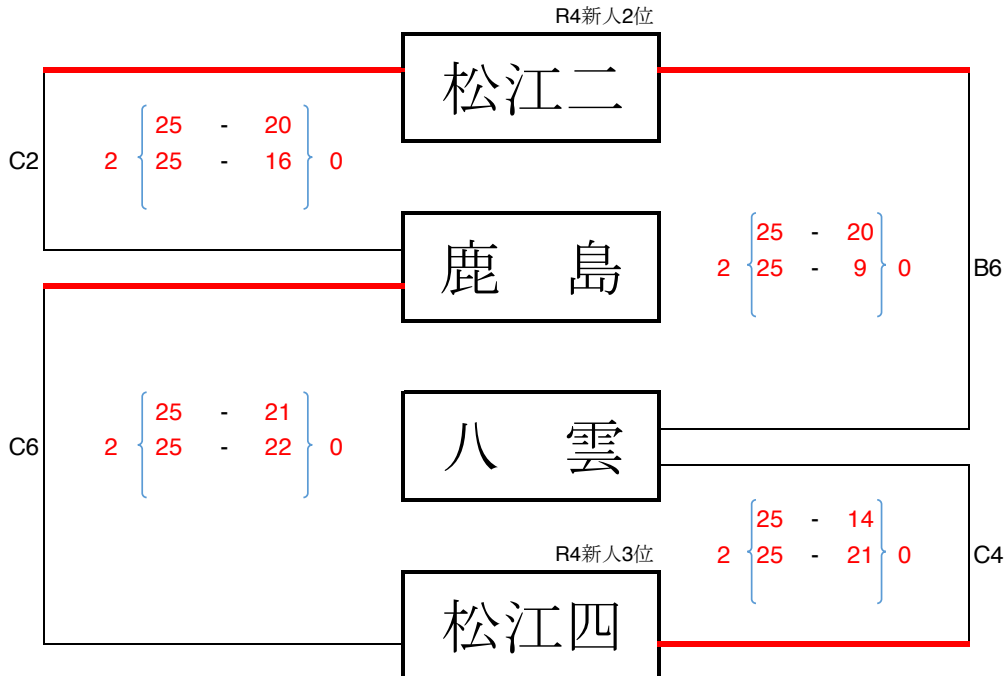 R4新人2位
松江二
25 - 20
C2 2 25 - 16 0
鹿 島
25 - 20
2 25 - 9 0 B6
25 - 21
C6 2 25 - 22 0
八 雲
25 - 14
2 25 - 21 0 C4
R4新人3位
松江四